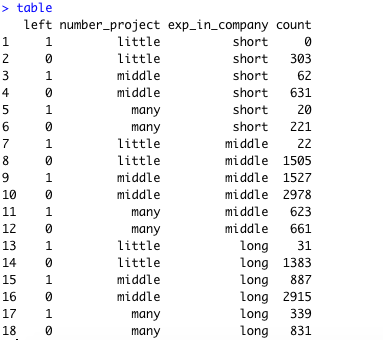 > table
left number_project exp_in_company count
1 1 little short 0
2 0 little short 303
3 1 middle short 62
4 0 middle short 631
5 1 many short 20
6 0 many short 221
7 1 little middle 22
8 0 little middle 1505
9 1 middle middle 1527
10 0 middle middle 2978
11 1 many middle 623
12 0 many middle 661
13 1 little long 31
14 0 little long 1383
15 1 middle long 887
16 0 middle long 2915
17 1 many long 339
18 0 many long 831